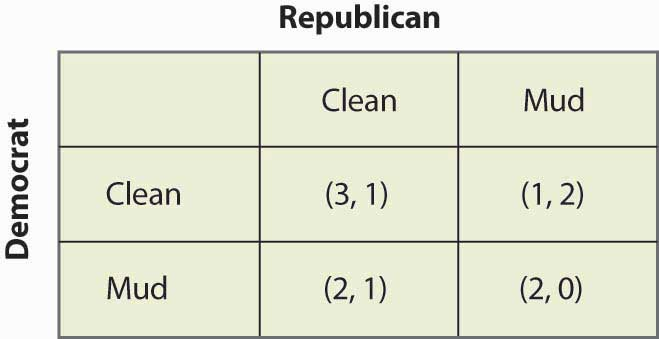 Republican
Democrat
Clean Mud
Clean (3, 1) (1, 2)
Mud (2, 1) (2, 0)